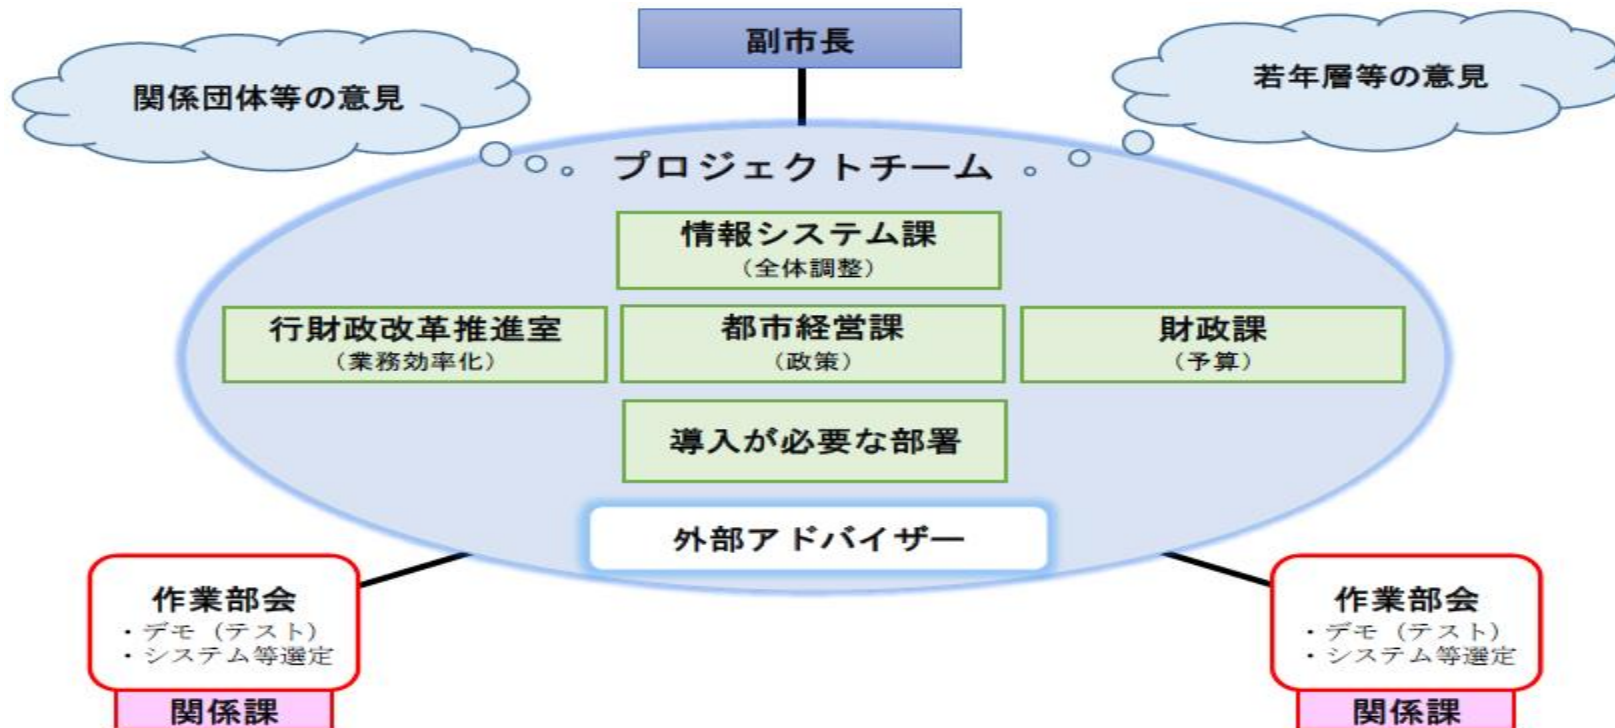 副市長
関係団体等の意見
若年層等の意見
プロジェクトチーム
情報システム課
（全体調整）
行財政改革推進室
（業務効率化）
都市経営課
（政策）
財政課
（予算）
導入が必要な部署
外部アドバイザー
作業部会
・デモ（テスト）
・システム等選定
関係課
作業部会
・デモ（テスト）
・システム等選定
関係課